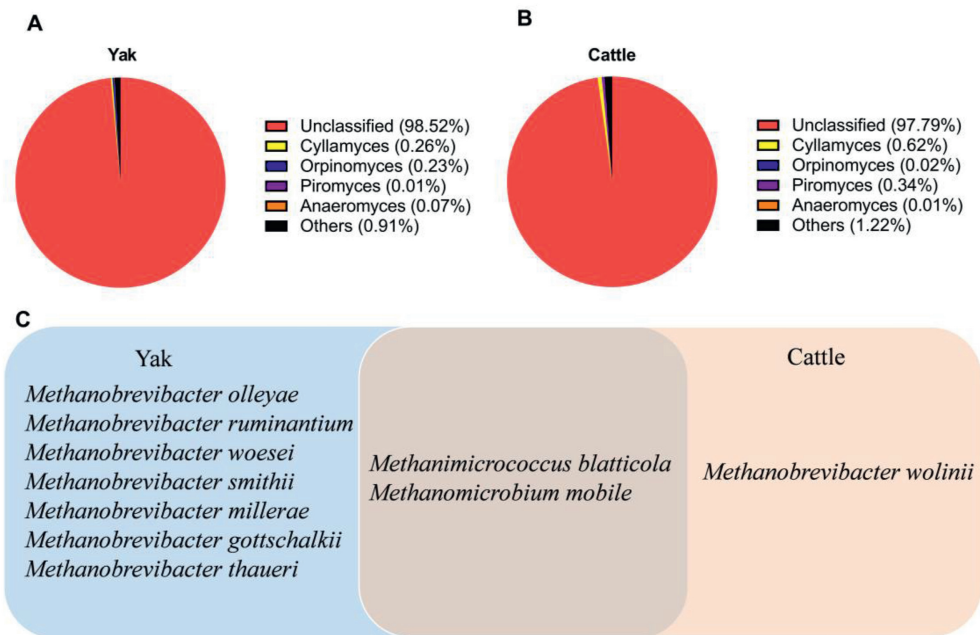 A
Yak
Unclassified (98.52%)
Cyllamyces (0.26%)
Orpinomyces (0.23%)
Piromyces (0.01%)
Anaeromyces (0.07%)
Others (0.91%)
B
Cattle
Unclassified (97.79%)
Cyllamyces (0.62%)
Orpinomyces (0.02%)
Piromyces (0.34%)
Anaeromyces (0.01%)
Others (1.22%)
C
Yak
Methanobrevibacter olleyae
Methanobrevibacter ruminantium
Methanobrevibacter woesei
Methanobrevibacter smithii
Methanobrevibacter millerae
Methanobrevibacter gottschalkii
Methanobrevibacter thaueri
Methanimicrococcus blatticola
Methanomicrobium mobile
Cattle
Methanobrevibacter wolinii